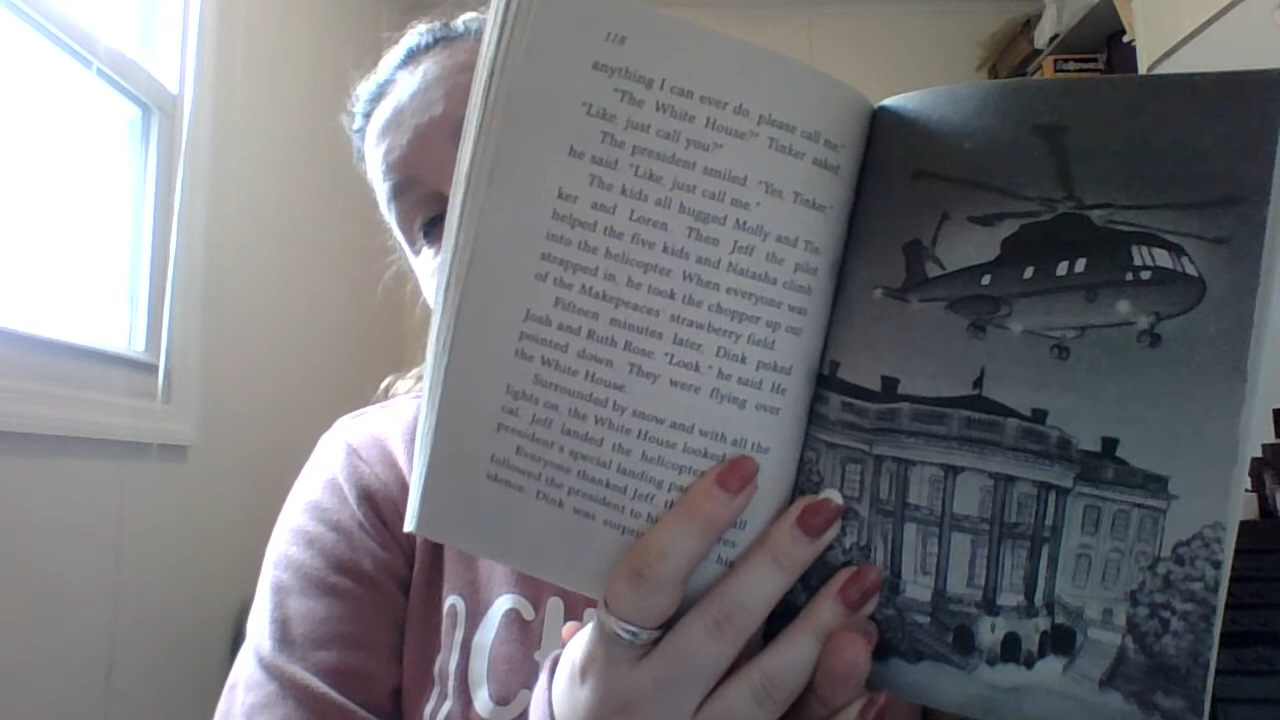 118
anything I can ever do, please call me."
"The White House?" Tinker asked.
"Like, just call you?"
The president smiled. "Yes, Tinker,"
he said. "Like, just call me."
The kids all hugged Molly and Tin-
ker and Loren. Then Jeff the pilot
helped the five kids and Natasha climb
into the helicopter. When everyone was
strapped in, he took the chopper up out
of the Makepeaces' strawberry field.
Fifteen minutes later, Dink poked
Josh and Ruth Rose. "Look," he said. He
pointed down. They were flying over
the White House.
Surrounded by snow and with all the
lights on, the White House looked
cal. Jeff landed the helicopter
president's special landing
Everyone thanked Jeff,
followed the president to res-
idence. Dink was his
Fellowes